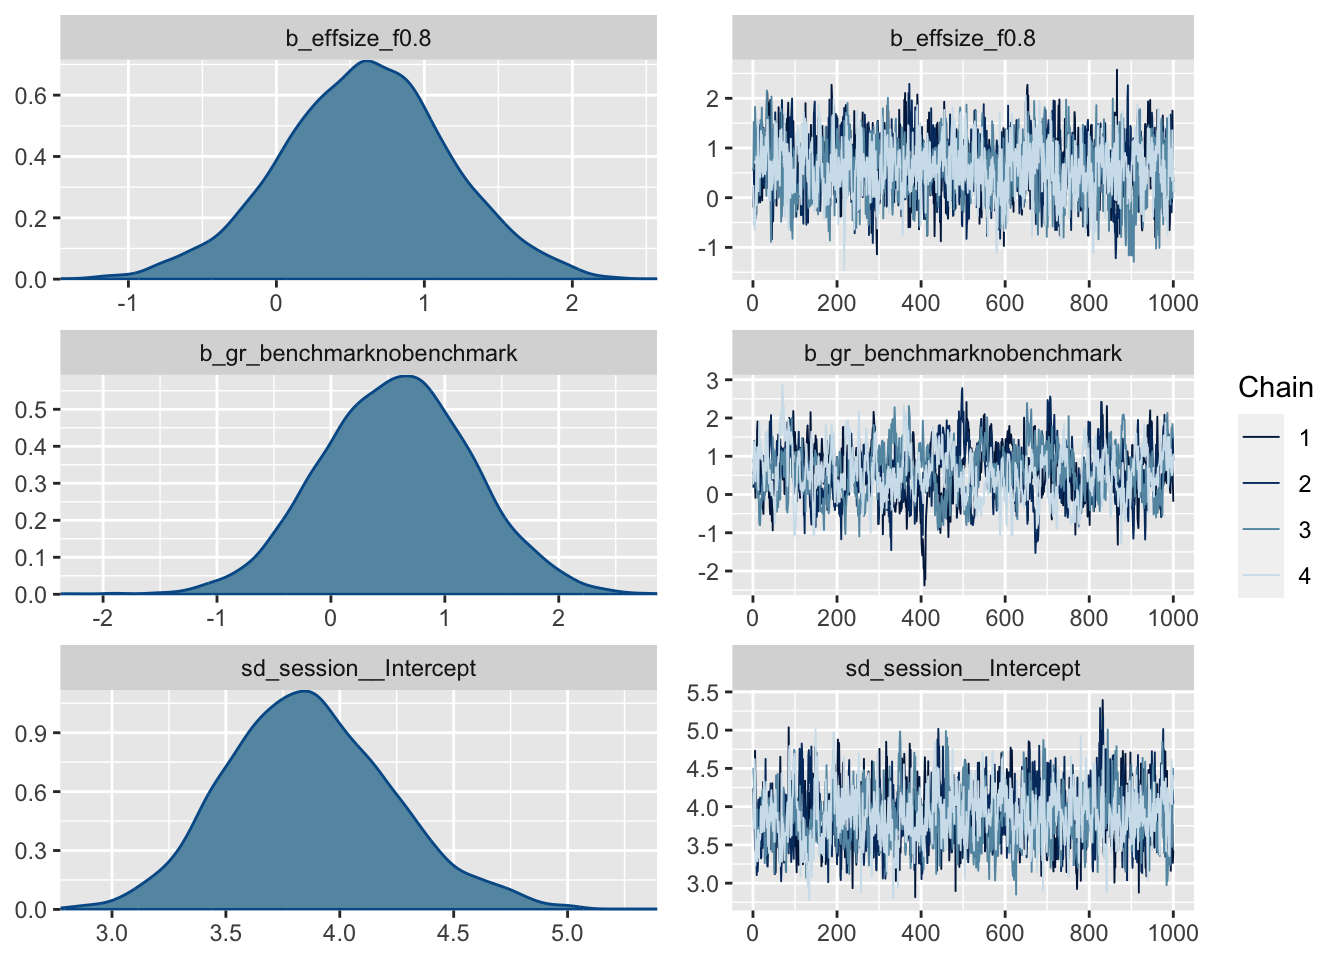 b_effsize_f0.8
0.6
0.4
0.2
0.0
-1 0 1 2
b_effsize_f0.8
2
1
0
-1
0 200 400 600 800 1000
b_gr_benchmarknobenchmark
0.5
0.4
0.3
0.2
0.1
0.0
-2 -1 0 1 2
b_gr_benchmarknobenchmark
3
2
1
0
-1
-2
0 200 400 600 800 1000
sd_session__Intercept
0.9
0.6
0.3
0.0
3.0 3.5 4.0 4.5 5.0
sd_session__Intercept
5.5
5.0
4.5
4.0
3.5
3.0
0 200 400 600 800 1000
Chain
1
2
3
4